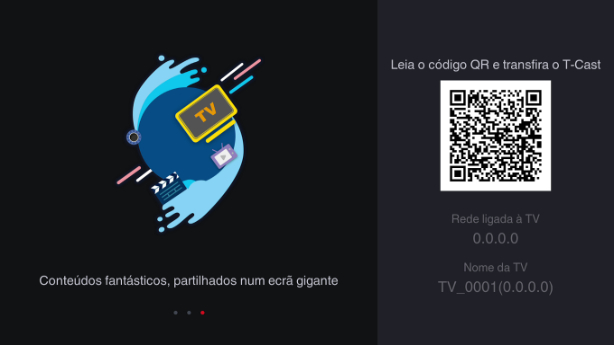 TV
Conteúdos fantásticos, partilhados num ecrã gigante
Leia o código QR e transfira o T-Cast
Rede ligada à TV
0.0.0.0
Nome da TV
TV_0001(0.0.0.0)